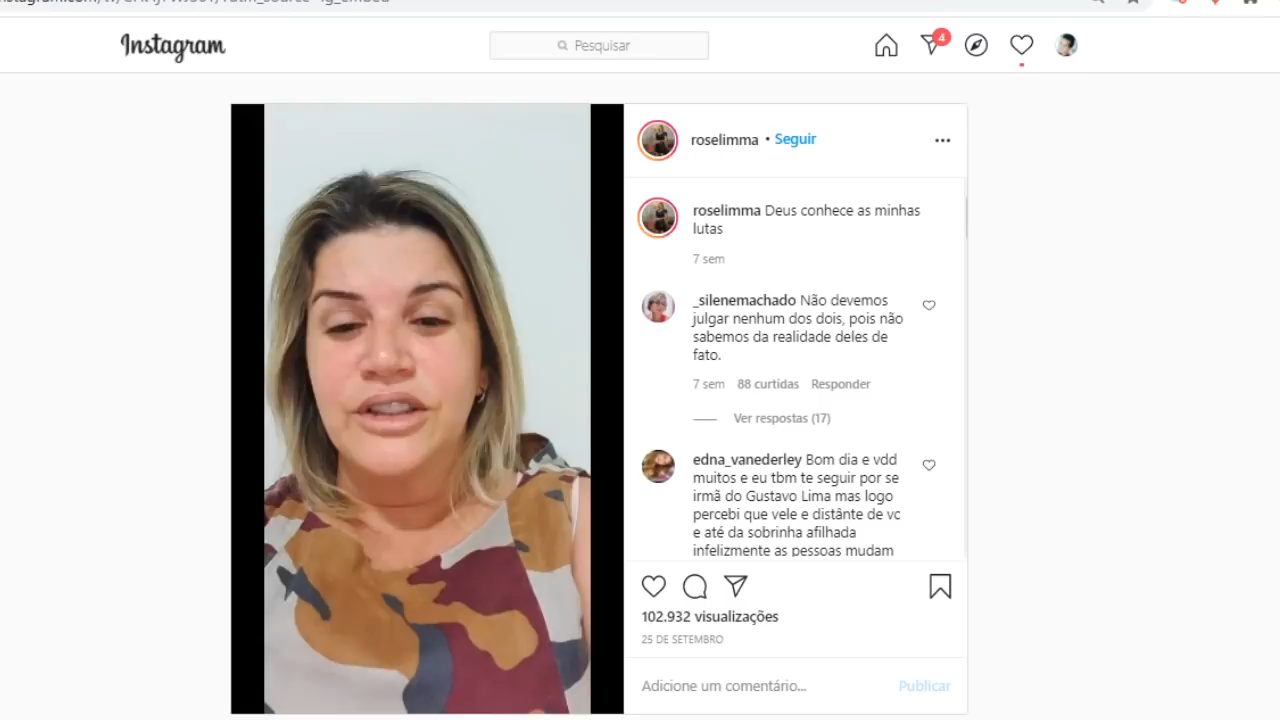 Instagram
Pesquisar
4
roselimma • Seguir
roselimma Deus conhece as minhas
lutas
7 sem
_silenemachado Não devemos
julgar nenhum dos dois, pois não
sabemos da realidade deles de
fato.
7 sem 88 curtidas Responder
Ver respostas (17)
edna_vanederley Bom dia e vdd
muitos e eu tbm te seguir por se
irmã do Gustavo Lima mas logo
percebi que vele e distânte de vc
e até da sobrinha afilhada
infelizmente as pessoas mudam
102.932 visualizações
25 DE SETEMBRO
Adicione um comentário...
Publicar